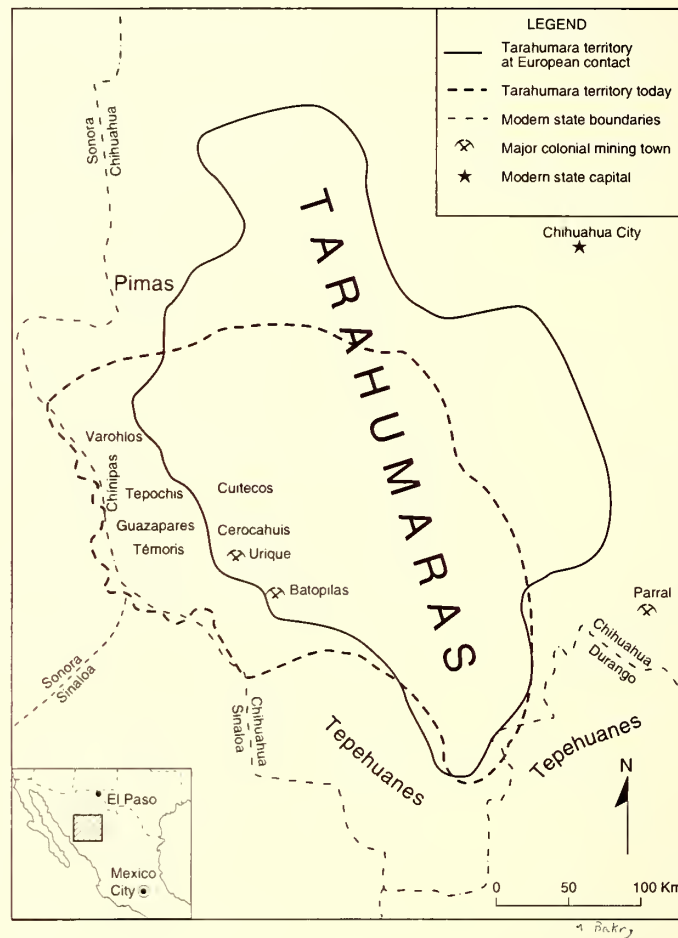 LEGEND
Tarahumara territory
at European contact
Tarahumara territory today
Modern state boundaries
Major colonial mining town
Modern state capital
Sonora
Chihuahua
Chihuahua City
Pimas
TARAHUMARAS
Varohíos
Chínipas
Tepochis
Cuitecos
Guazapares
Cerocahuis
Témoris
Urique
Batopilas
Parral
Chihuahua
Durango
Sonora
Sinaloa
Chihuahua
Sinaloa
Tepehuanes
Tepehuanes
N
El Paso
Mexico
City
0 50 100 Km